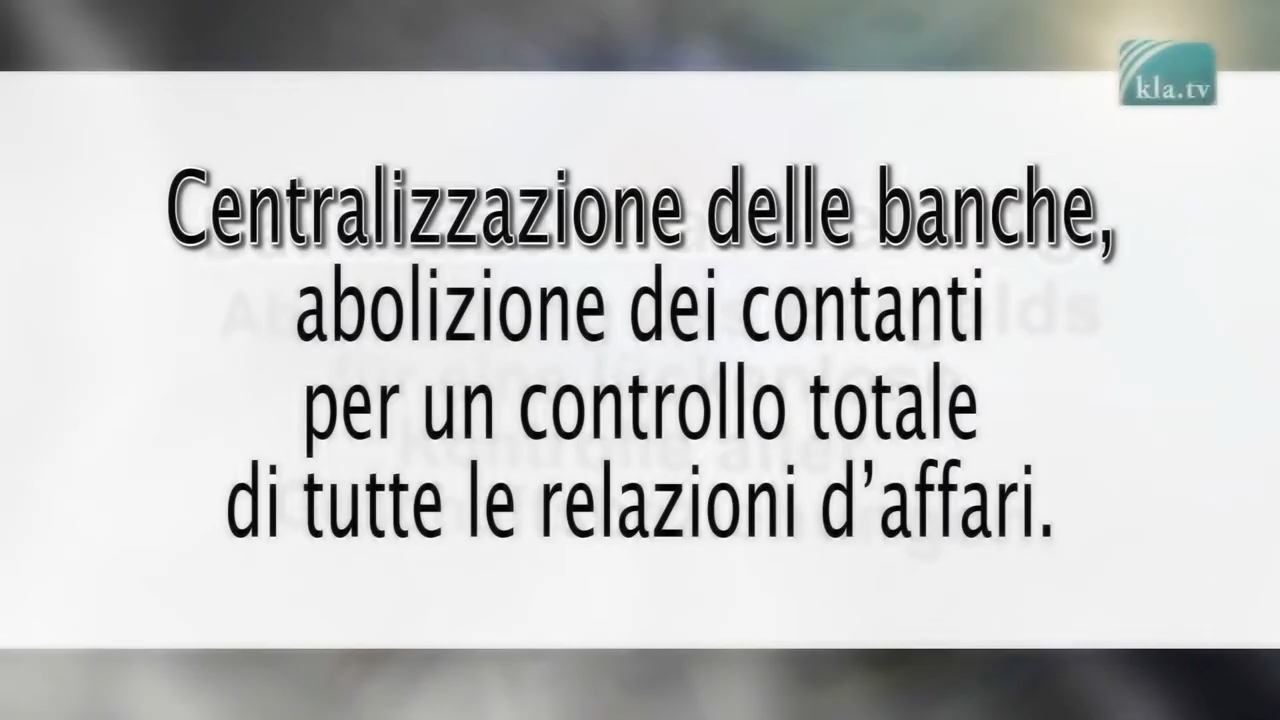 kla.tv
Centralizzazione delle banche,
abolizione dei contanti
per un controllo totale
di tutte le relazioni d’affari.